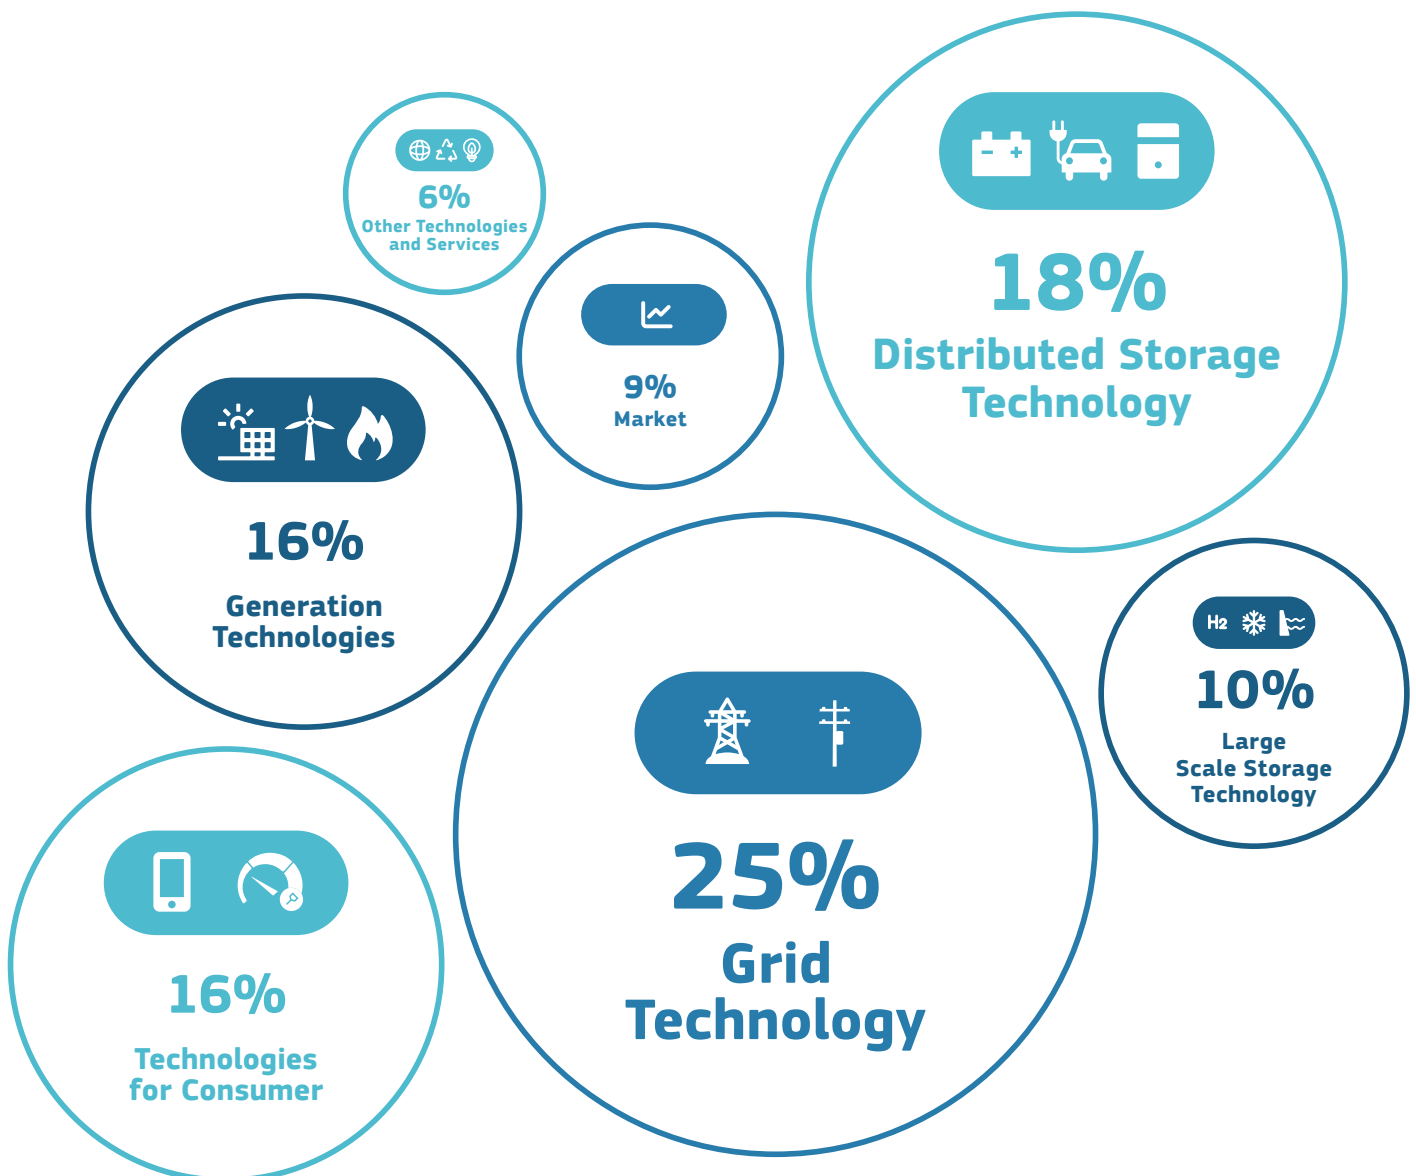 6%
Other Technologies
and Services
18%
Distributed Storage
Technology
9%
Market
16%
Generation
Technologies
H2
10%
Large
Scale Storage
Technology
25%
Grid
Technology
16%
Technologies
for Consumer